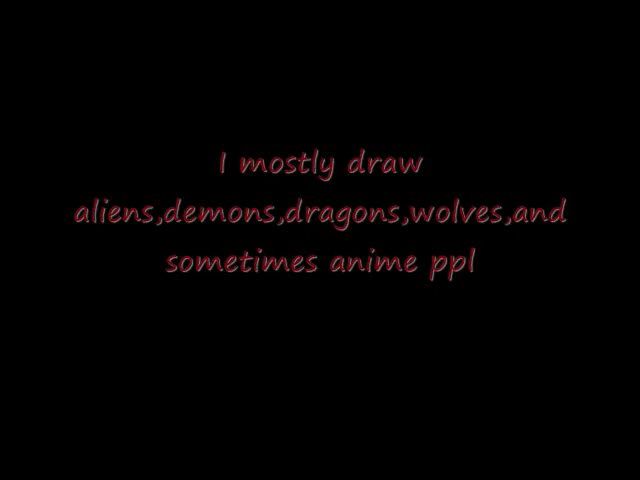 I mostly draw
aliens,demons,dragons,wolves,and
sometimes anime ppl